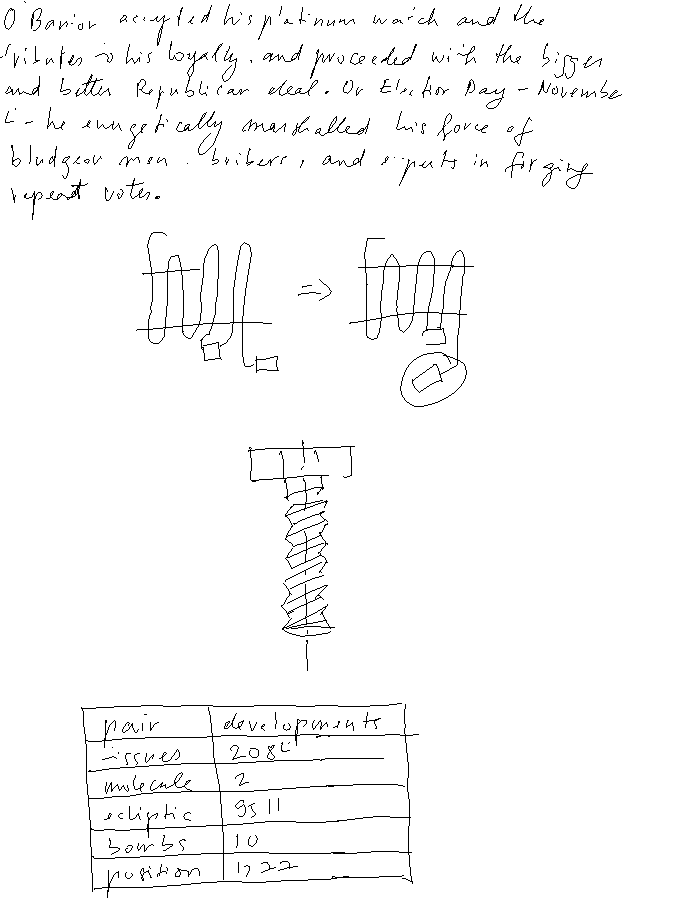 O'Banion accepted his platinum watch and the
tributes to his loyalty, and proceeded with the bigger
and better Republican deal. On Election Day - November
4 - he energetically marshalled his force of
bludgeon men, bribers, and experts in forging
repeat votes.
pair developments
issues 2084
molecule 2
ecliptic 9511
bombs 10
position 1722